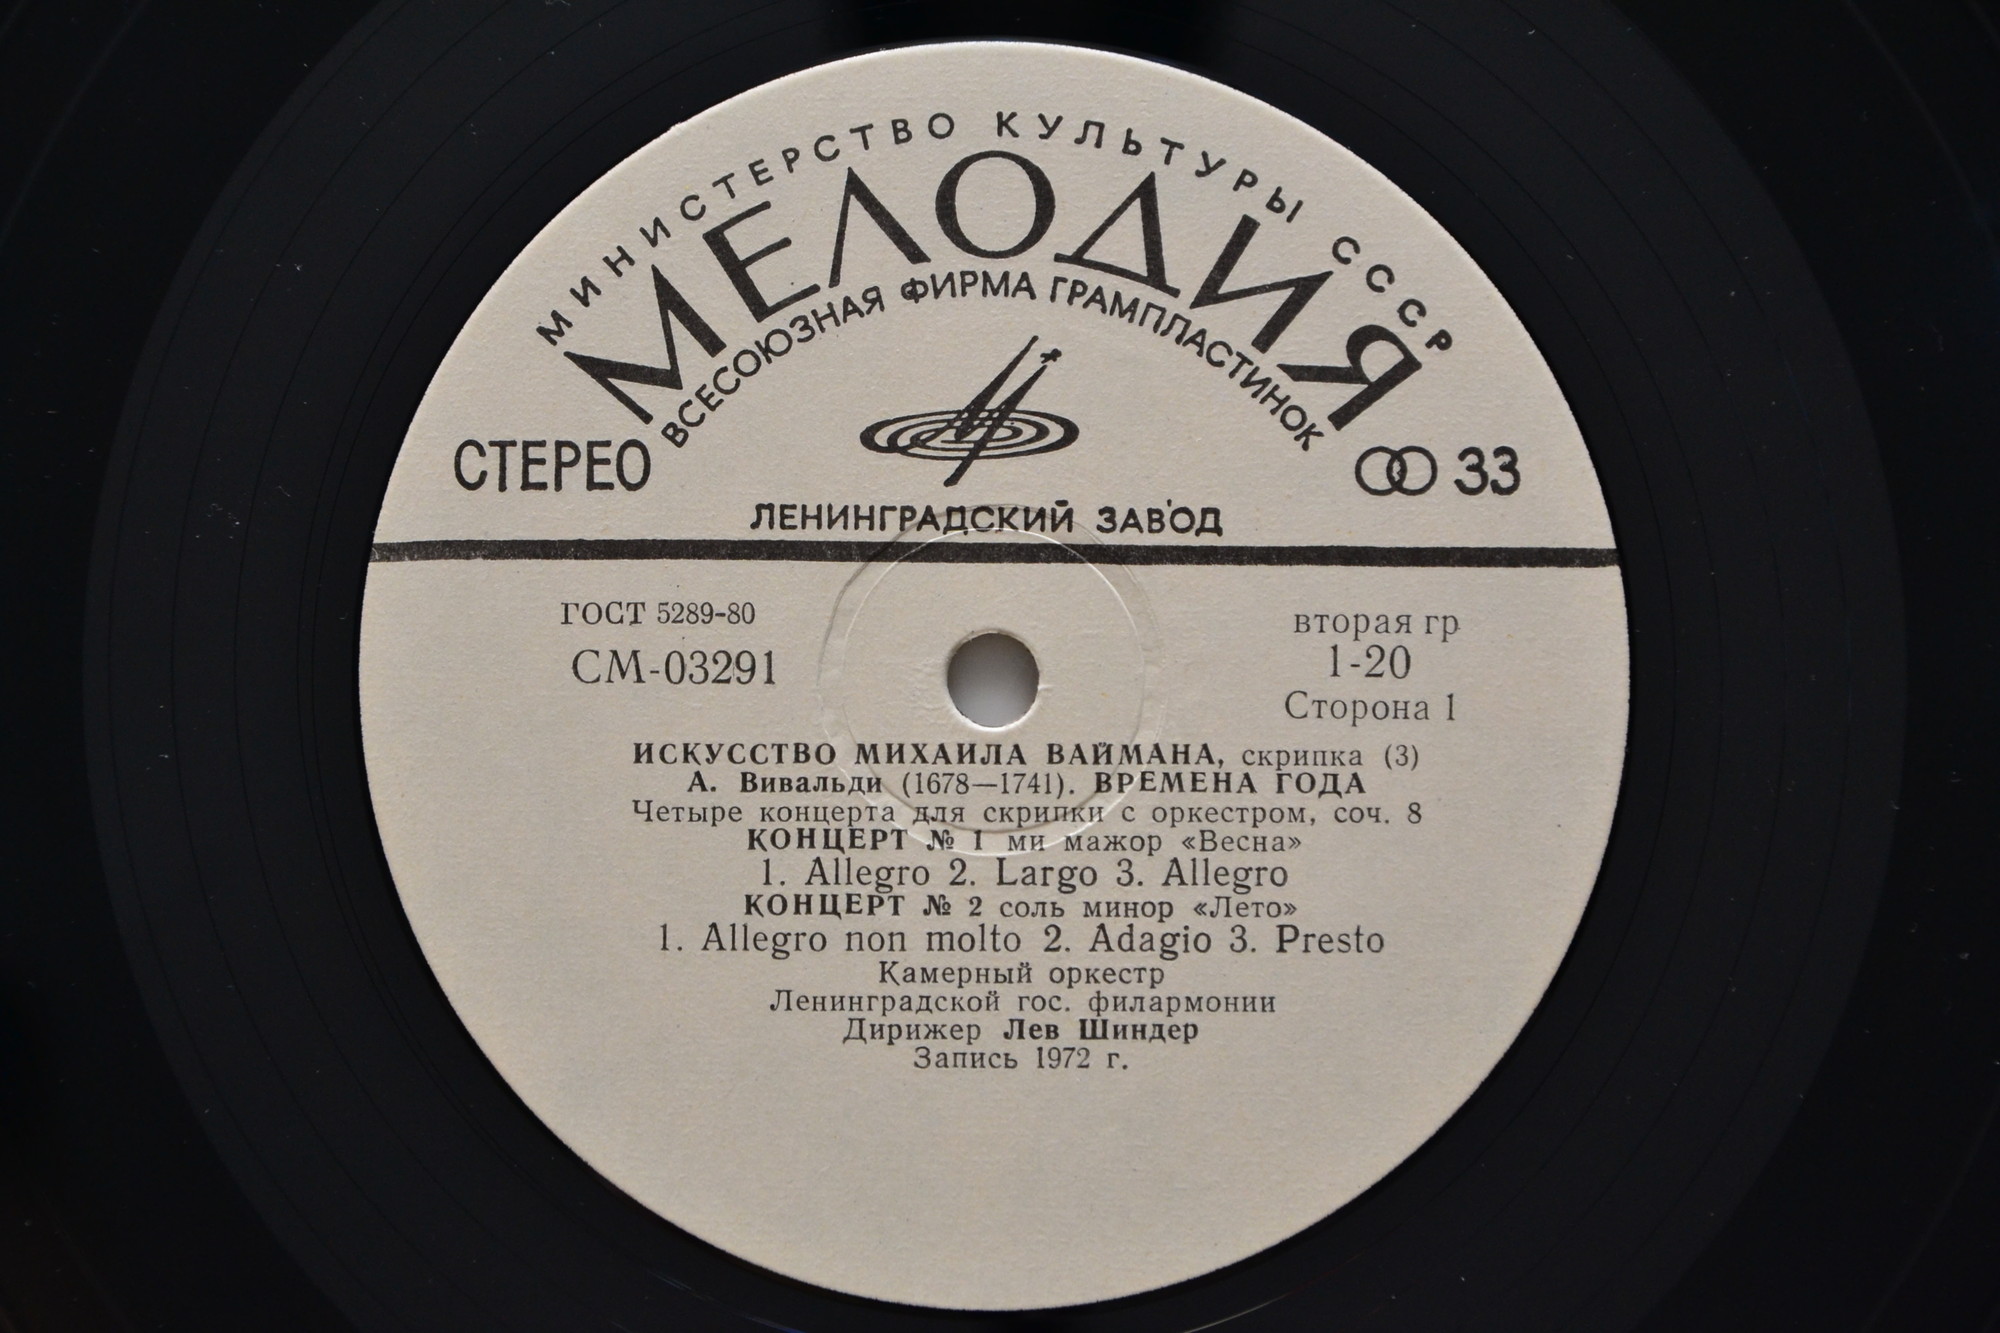 МИНИСТЕРСТВО КУЛЬТУРЫ СССР
МЕЛОДИЯ
ВСЕСОЮЗНАЯ ФИРМА ГРАМПЛАСТИНОК
СТЕРЕО
33
ЛЕНИНГРАДСКИЙ ЗАВОД
ГОСТ 5289-80
СМ-03291
вторая гр
1-20
Сторона 1
ИСКУССТВО МИХАИЛА ВАЙМАНА, скрипка (3)
А. Вивальди (1678—1741). ВРЕМЕНА ГОДА
Четыре концерта для скрипки с оркестром, соч. 8
КОНЦЕРТ № 1 ми мажор «Весна»
1. Allegro 2. Largo 3. Allegro
КОНЦЕРТ № 2 соль минор «Лето»
1. Allegro non molto 2. Adagio 3. Presto
Камерный оркестр
Ленинградской гос. филармонии
Дирижер Лев Шиндер
Запись 1972 г.